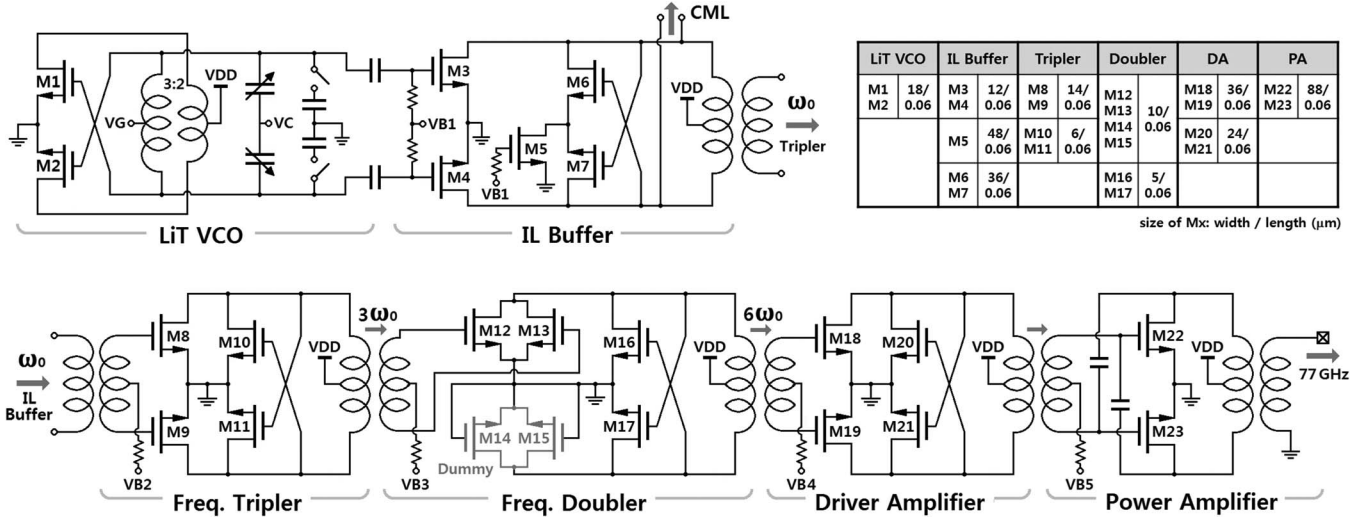 CML
M1
3:2
VDD
VG
VC
M2
M3
VB1
M4
M5
VB1
M6
M7
VDD
ω₀
Tripler
LiT VCO
IL Buffer
LiT VCO IL Buffer Tripler Doubler DA PA
M1 M2 18/0.06
M3 M4 12/0.06
M8 M9 14/0.06
M12 M13 M14 M15 10/0.06
M18 M19 36/0.06
M22 M23 88/0.06
M5 48/0.06
M10 M11 6/0.06
M20 M21 24/0.06
M6 M7 36/0.06
M16 M17 5/0.06
size of Mx: width / length (μm)
ω₀
IL
Buffer
M8
M9
VB2
M10
M11
VDD
3ω₀
VB3
M12 M13
M14 M15
Dummy
M16
M17
VDD
6ω₀
VB4
M18
M19
M20
M21
VDD
VB5
M22
M23
VDD
77 GHz
Freq. Tripler
Freq. Doubler
Driver Amplifier
Power Amplifier